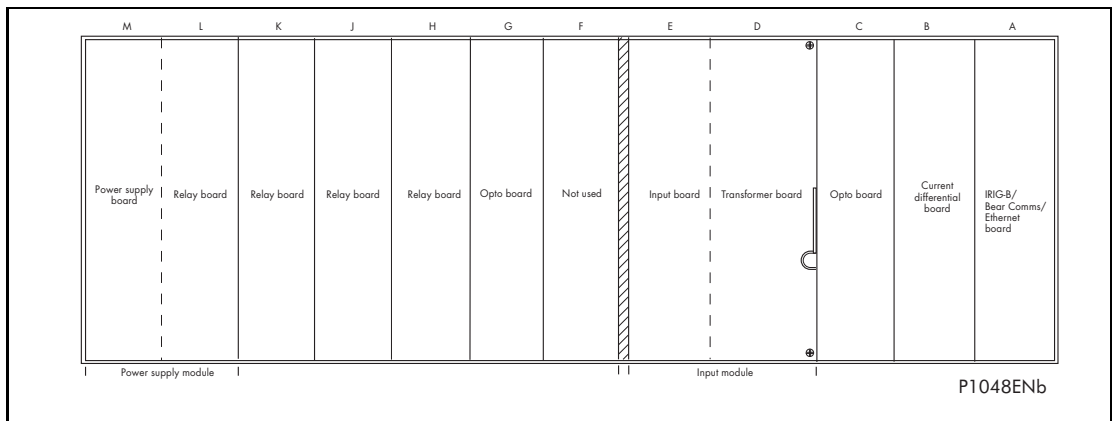 M L K J H G F E D C B A
Power supply
board
Relay board
Relay board
Relay board
Relay board
Opto board
Not used
Input board
Transformer board
Opto board
Current
differential
board
IRIG-B/
Bear Comms/
Ethernet
board
Power supply module
Input module
P1048ENb